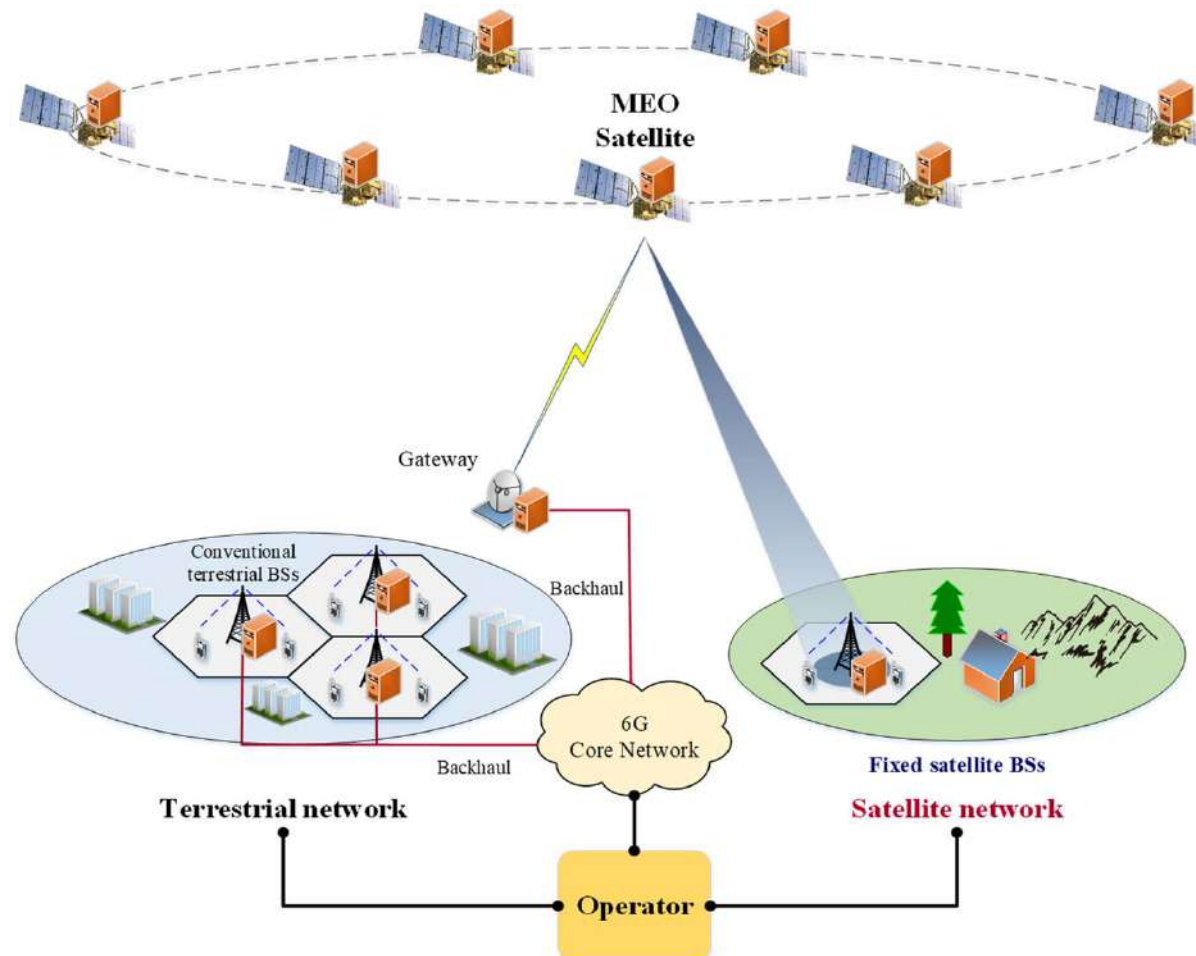 MEO
Satellite
Gateway
Conventional
terrestrial BSs
Backhaul
6G
Core Network
Backhaul
Fixed satellite BSs
Terrestrial network
Satellite network
Operator